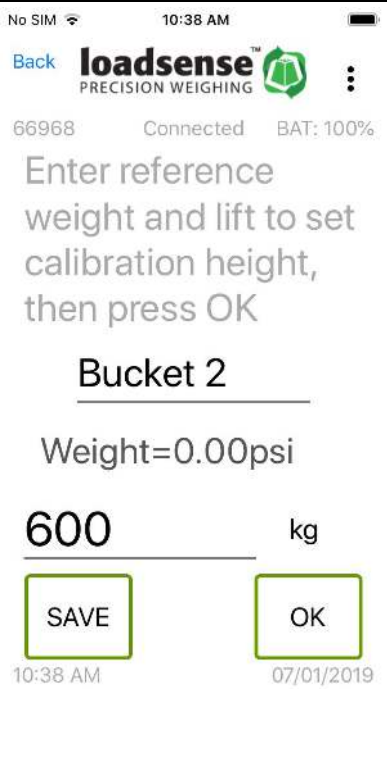 No SIM 10:38 AM
Back loadsense™
PRECISION WEIGHING
66968 Connected BAT: 100%
Enter reference
weight and lift to set
calibration height,
then press OK
Bucket 2
Weight=0.00psi
600 kg
SAVE OK
10:38 AM 07/01/2019